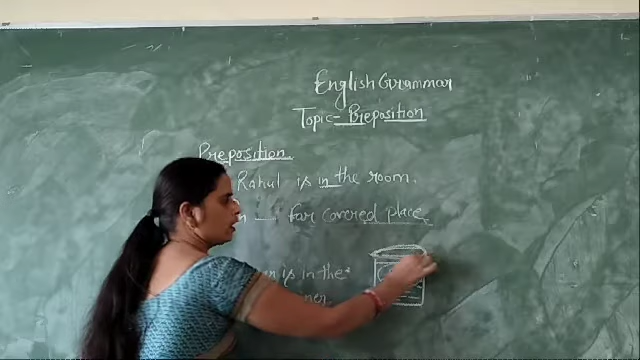 English Grammar
Topic- Preposition
Preposition
Rahul is in the room.
for covered place
is in the